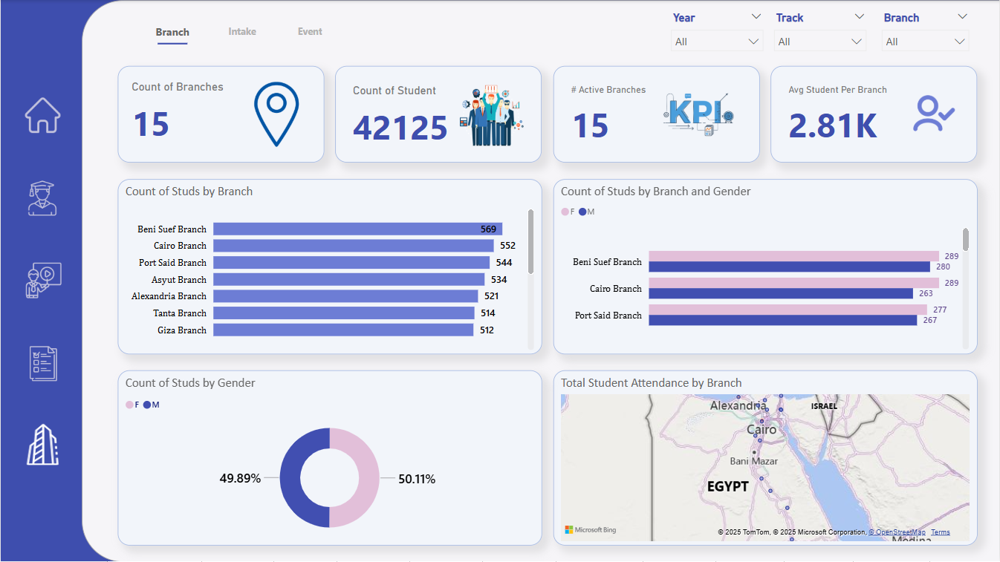 Year Track Branch
Branch Intake Event
All All All
Count of Branches
15
Count of Student
42125
# Active Branches
15
KPI
Avg Student Per Branch
2.81K
Count of Studs by Branch
Beni Suef Branch 569
Cairo Branch 552
Port Said Branch 544
Asyut Branch 534
Alexandria Branch 521
Tanta Branch 514
Giza Branch 512
Count of Studs by Branch and Gender
F M
Beni Suef Branch 289
280
Cairo Branch 289
263
Port Said Branch 277
267
Count of Studs by Gender
F M
49.89% 50.11%
Total Student Attendance by Branch
Alexandria ISRAEL
Cairo
Bani Mazar
EGYPT
Microsoft Bing
© 2025 TomTom, © 2025 Microsoft Corporation, © OpenStreetMap Terms
Medina